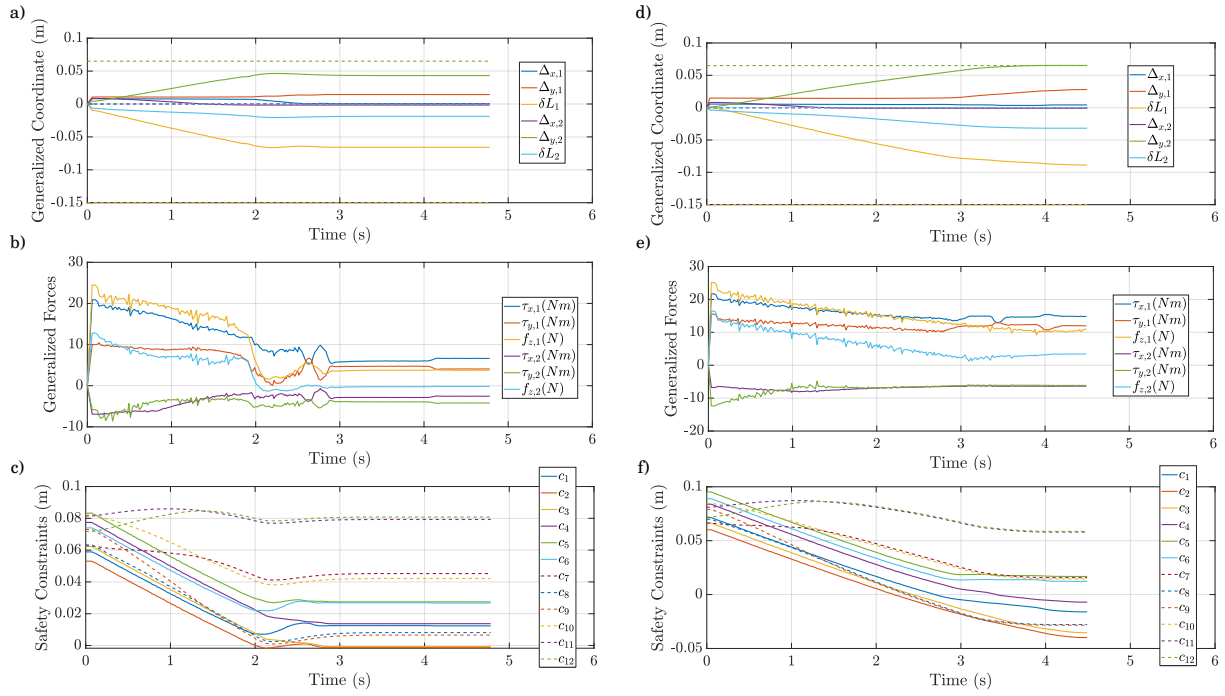 a)
Generalized Coordinate (m)
0.1
0.05
0
-0.05
-0.1
-0.15
0 1 2 3 4 5 6
Time (s)
Δx,1
Δy,1
δL1
Δx,2
Δy,2
δL2
d)
Generalized Coordinate (m)
0.1
0.05
0
-0.05
-0.1
-0.15
0 1 2 3 4 5 6
Time (s)
Δx,1
Δy,1
δL1
Δx,2
Δy,2
δL2
b)
Generalized Forces
30
20
10
0
-10
0 1 2 3 4 5 6
Time (s)
τx,1(Nm)
τy,1(Nm)
fz,1(N)
τx,2(Nm)
τy,2(Nm)
fz,2(N)
e)
Generalized Forces
30
20
10
0
-10
-20
0 1 2 3 4 5 6
Time (s)
τx,1(Nm)
τy,1(Nm)
fz,1(N)
τx,2(Nm)
τy,2(Nm)
fz,2(N)
c)
Safety Constraints (m)
0.1
0.08
0.06
0.04
0.02
0
0 1 2 3 4 5 6
Time (s)
c1
c2
c3
c4
c5
c6
c7
c8
c9
c10
c11
c12
f)
Safety Constraints (m)
0.1
0.05
0
-0.05
0 1 2 3 4 5 6
Time (s)
c1
c2
c3
c4
c5
c6
c7
c8
c9
c10
c11
c12